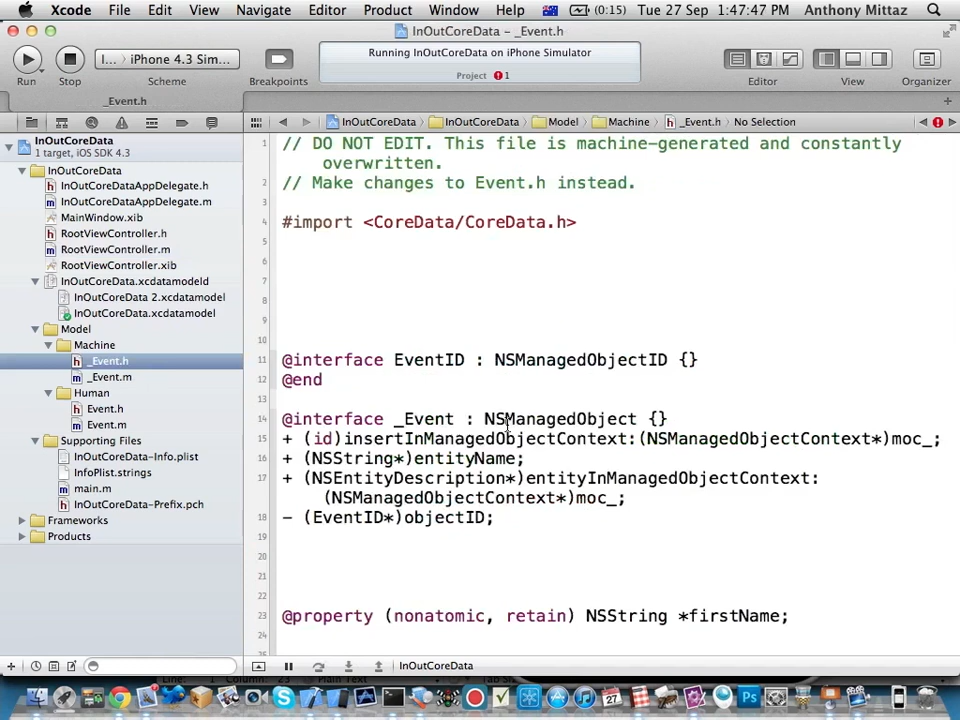 Xcode File Edit View Navigate Editor Product Window Help (0:15) Tue 27 Sep 1:47:47 PM Anthony Mittaz
InOutCoreData – _Event.h
I... iPhone 4.3 Sim...
Running InOutCoreData on iPhone Simulator
Project 1
Run Stop Scheme Breakpoints Editor View Organizer
_Event.h
InOutCoreData InOutCoreData Model Machine _Event.h No Selection
InOutCoreData
1 target, iOS SDK 4.3
InOutCoreData
InOutCoreDataAppDelegate.h
InOutCoreDataAppDelegate.m
MainWindow.xib
RootViewController.h
RootViewController.m
RootViewController.xib
InOutCoreData.xcdatamodeld
InOutCoreData 2.xcdatamodel
InOutCoreData.xcdatamodel
Model
Machine
_Event.h
_Event.m
Human
Event.h
Event.m
Supporting Files
InOutCoreData-Info.plist
InfoPlist.strings
main.m
InOutCoreData-Prefix.pch
Frameworks
Products
1 // DO NOT EDIT. This file is machine-generated and constantly
overwritten.
2 // Make changes to Event.h instead.
3
4 #import <CoreData/CoreData.h>
5
6
7
8
9
10
11 @interface EventID : NSManagedObjectID {}
12 @end
13
14 @interface _Event : NSManagedObject {}
15 + (id)insertInManagedObjectContext:(NSManagedObjectContext*)moc_;
16 + (NSString*)entityName;
17 + (NSEntityDescription*)entityInManagedObjectContext:
(NSManagedObjectContext*)moc_;
18 - (EventID*)objectID;
19
20
21
22
23 @property (nonatomic, retain) NSString *firstName;
24
InOutCoreData